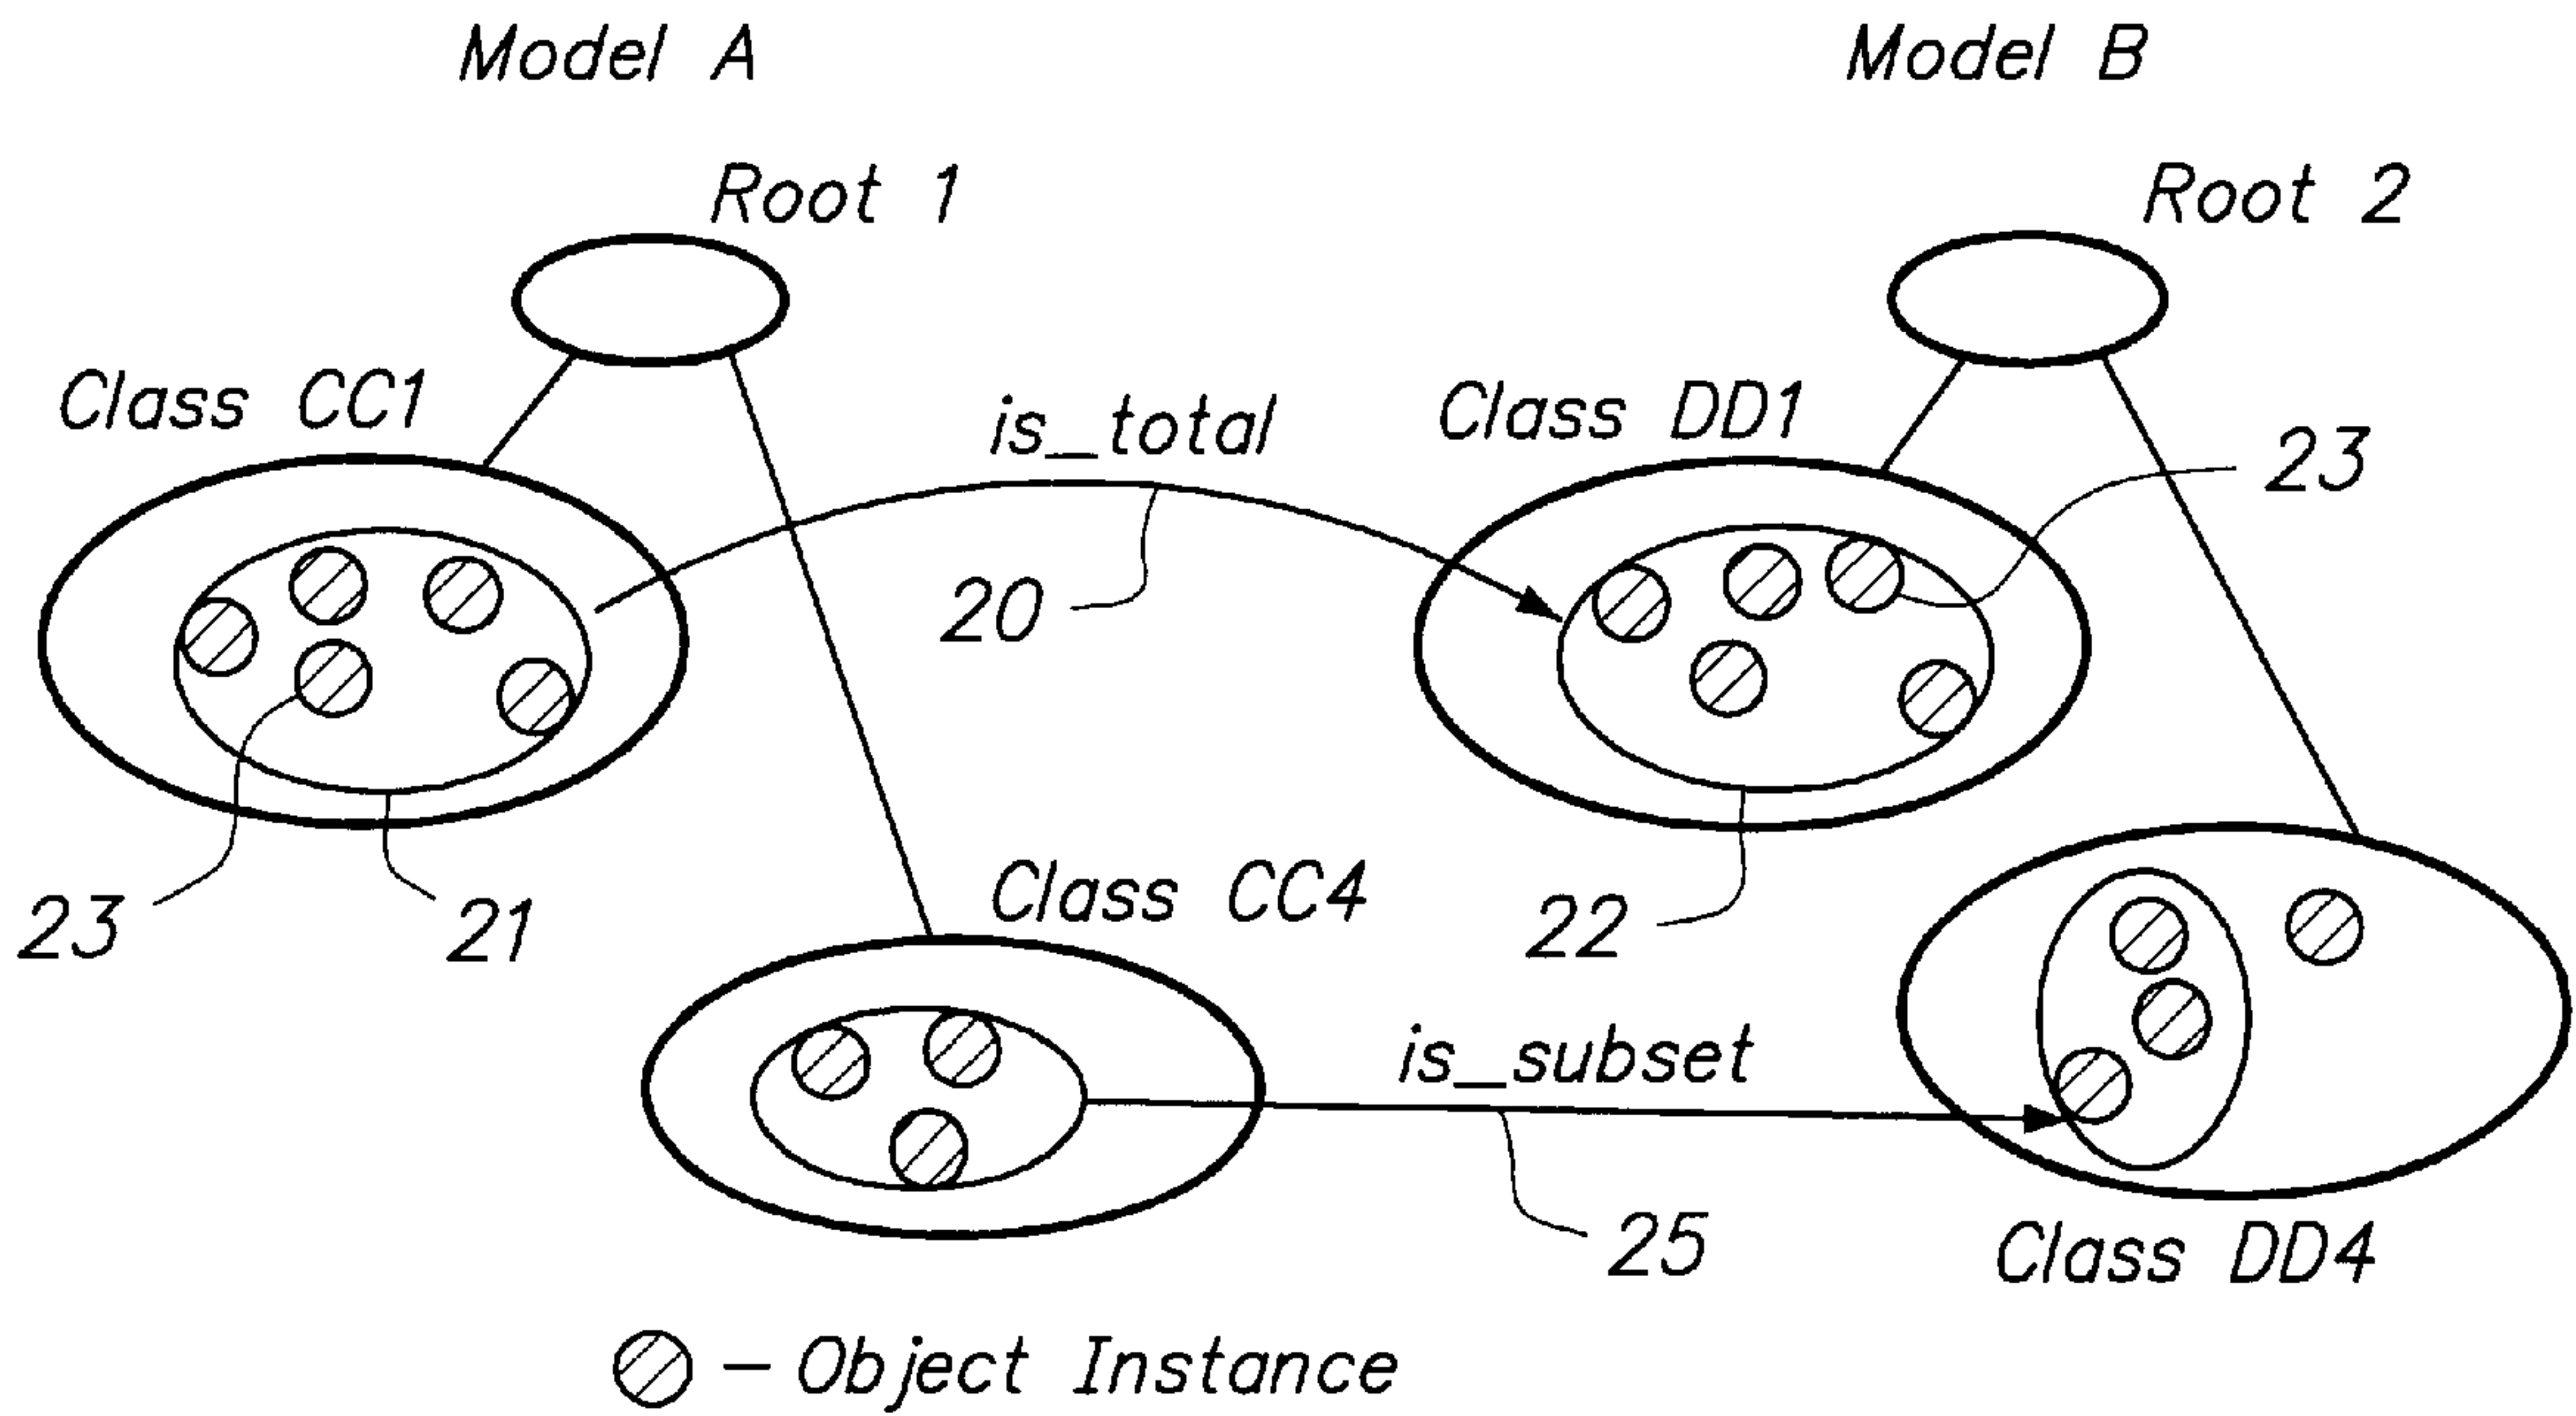 Model A
Model B
Root 1
Root 2
Class CC1
is_total
Class DD1
23
20
23
21
Class CC4
22
is_subset
25
Class DD4
– Object Instance